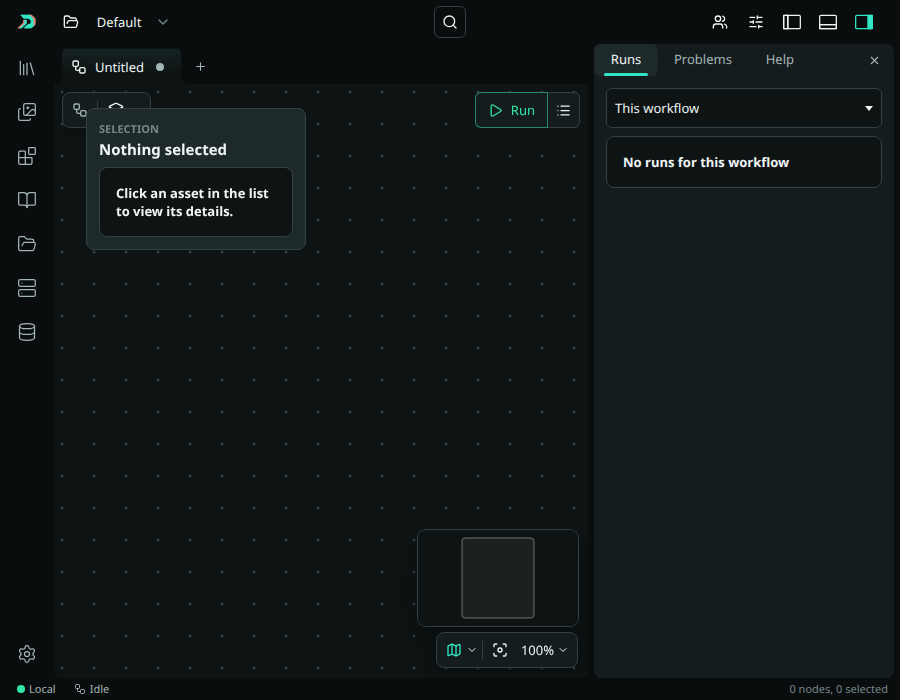 Default
Untitled
Run
SELECTION
Nothing selected
Click an asset in the list
to view its details.
100%
Runs
Problems
Help
This workflow
No runs for this workflow
Local
Idle
0 nodes, 0 selected